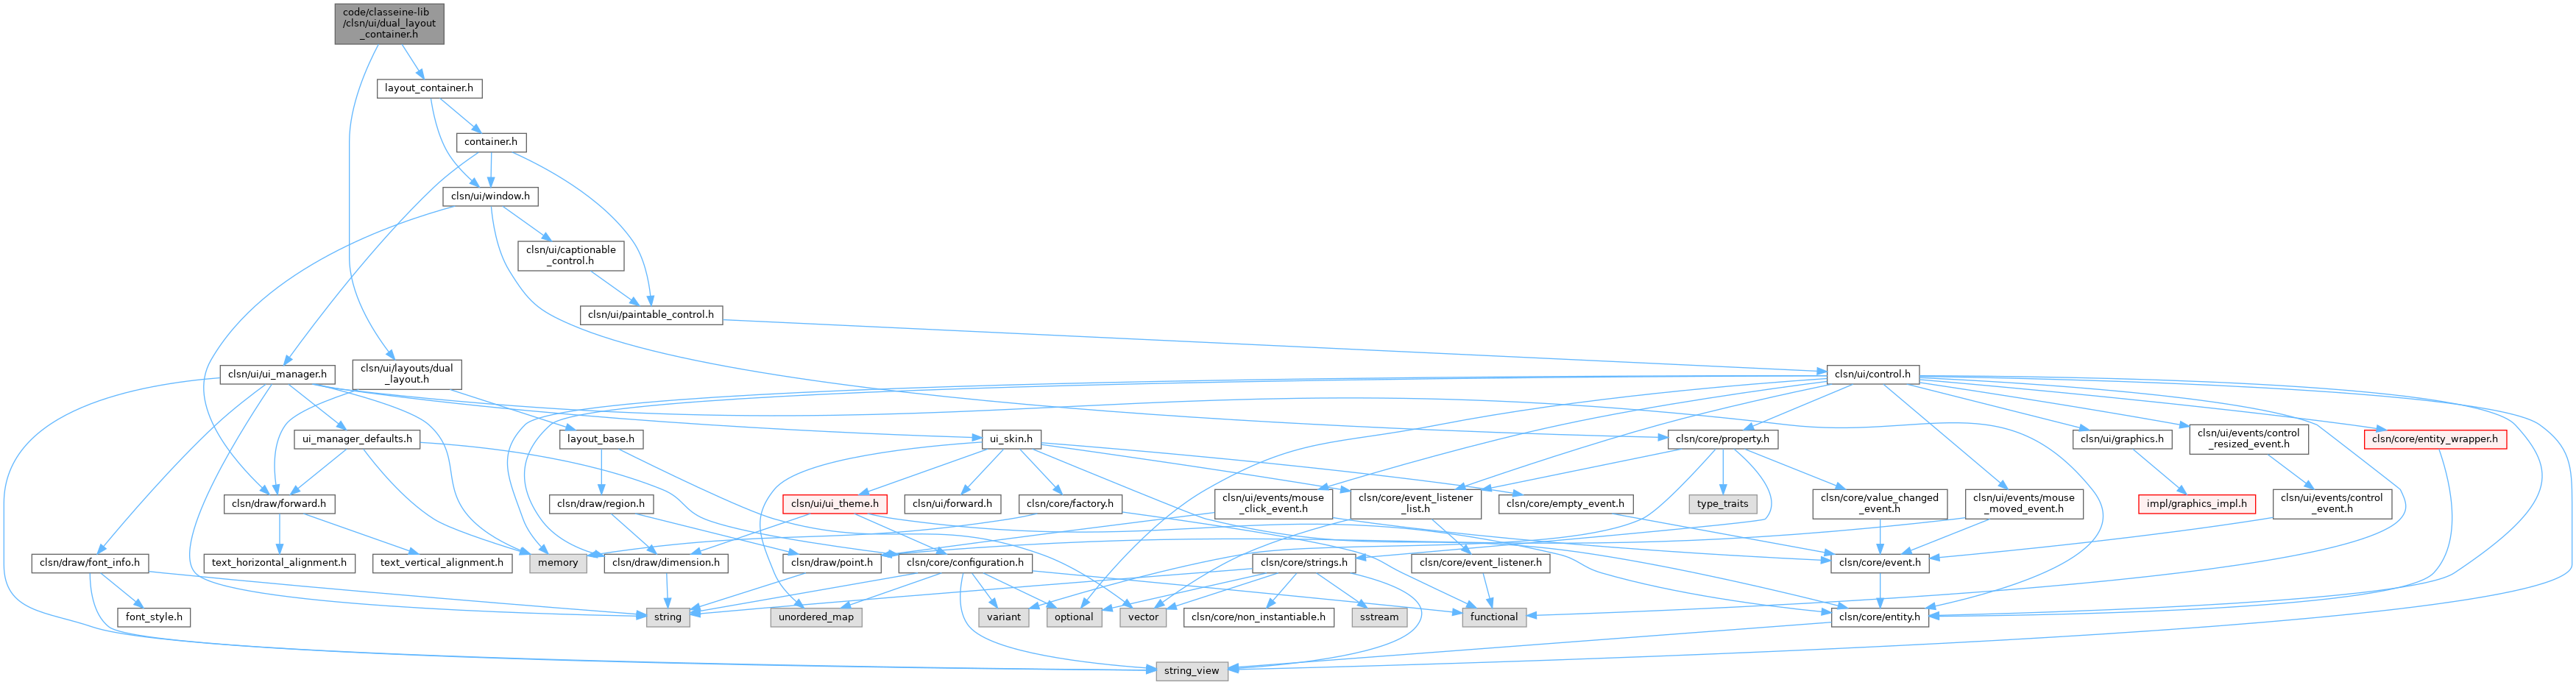 code/classeine-lib
/clsn/ui/dual_layout
_container.h
layout_container.h
container.h
clsn/ui/window.h
clsn/ui/captionable
_control.h
clsn/ui/paintable_control.h
clsn/ui/ui_manager.h
clsn/ui/layouts/dual
_layout.h
clsn/ui/control.h
ui_manager_defaults.h
layout_base.h
ui_skin.h
clsn/core/property.h
clsn/ui/graphics.h
clsn/ui/events/control
_resized_event.h
clsn/core/entity_wrapper.h
clsn/draw/forward.h
clsn/draw/region.h
clsn/ui/ui_theme.h
clsn/ui/forward.h
clsn/core/factory.h
clsn/ui/events/mouse
_click_event.h
clsn/core/event_listener
_list.h
clsn/core/empty_event.h
type_traits
clsn/core/value_changed
_event.h
clsn/ui/events/mouse
_moved_event.h
impl/graphics_impl.h
clsn/ui/events/control
_event.h
clsn/draw/font_info.h
text_horizontal_alignment.h
text_vertical_alignment.h
memory
clsn/draw/dimension.h
clsn/draw/point.h
clsn/core/configuration.h
clsn/core/strings.h
clsn/core/event_listener.h
clsn/core/event.h
font_style.h
string
unordered_map
variant
optional
vector
clsn/core/non_instantiable.h
sstream
functional
clsn/core/entity.h
string_view